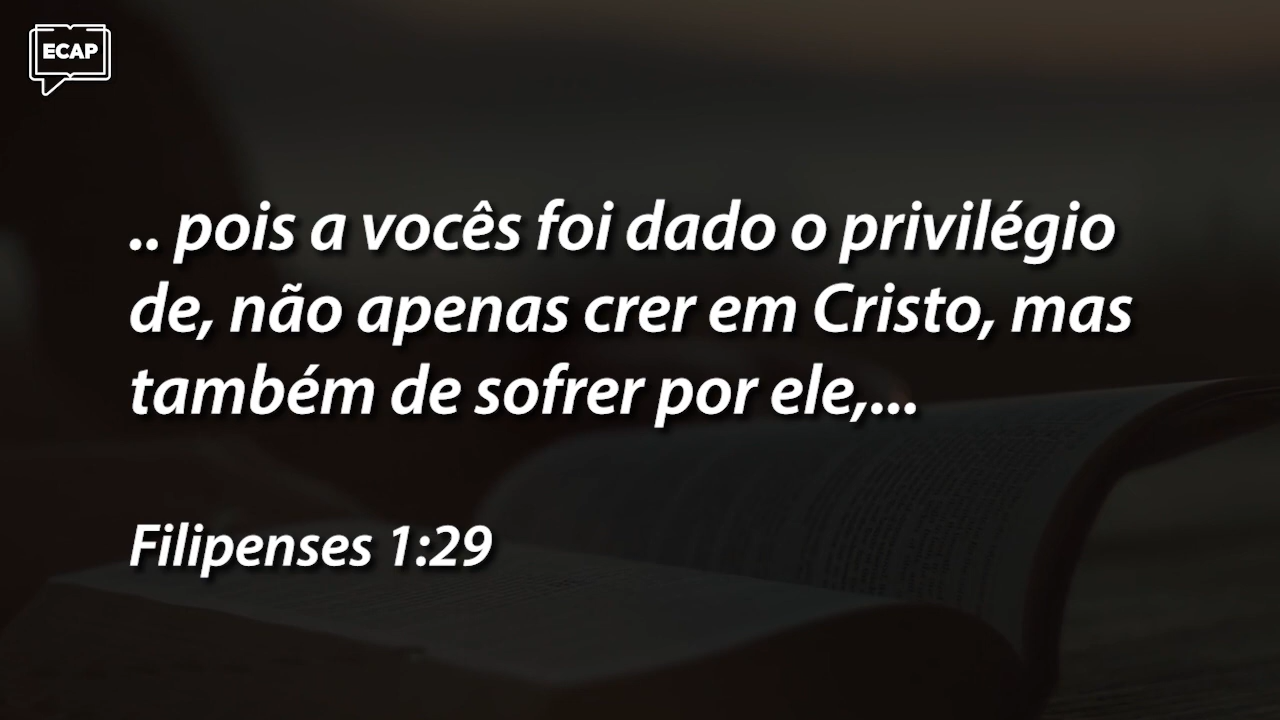 ECAP
.. pois a vocês foi dado o privilégio
de, não apenas crer em Cristo, mas
também de sofrer por ele,...
Filipenses 1:29